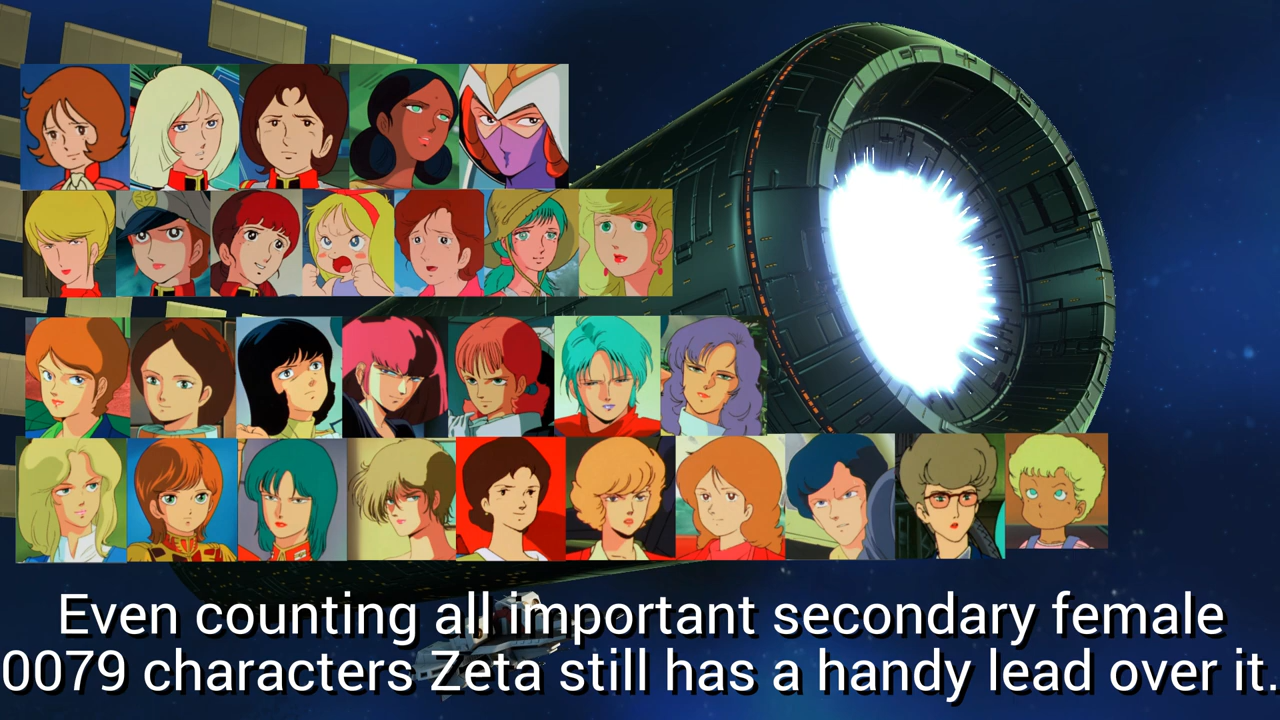 Even counting all important secondary female
0079 characters Zeta still has a handy lead over it.